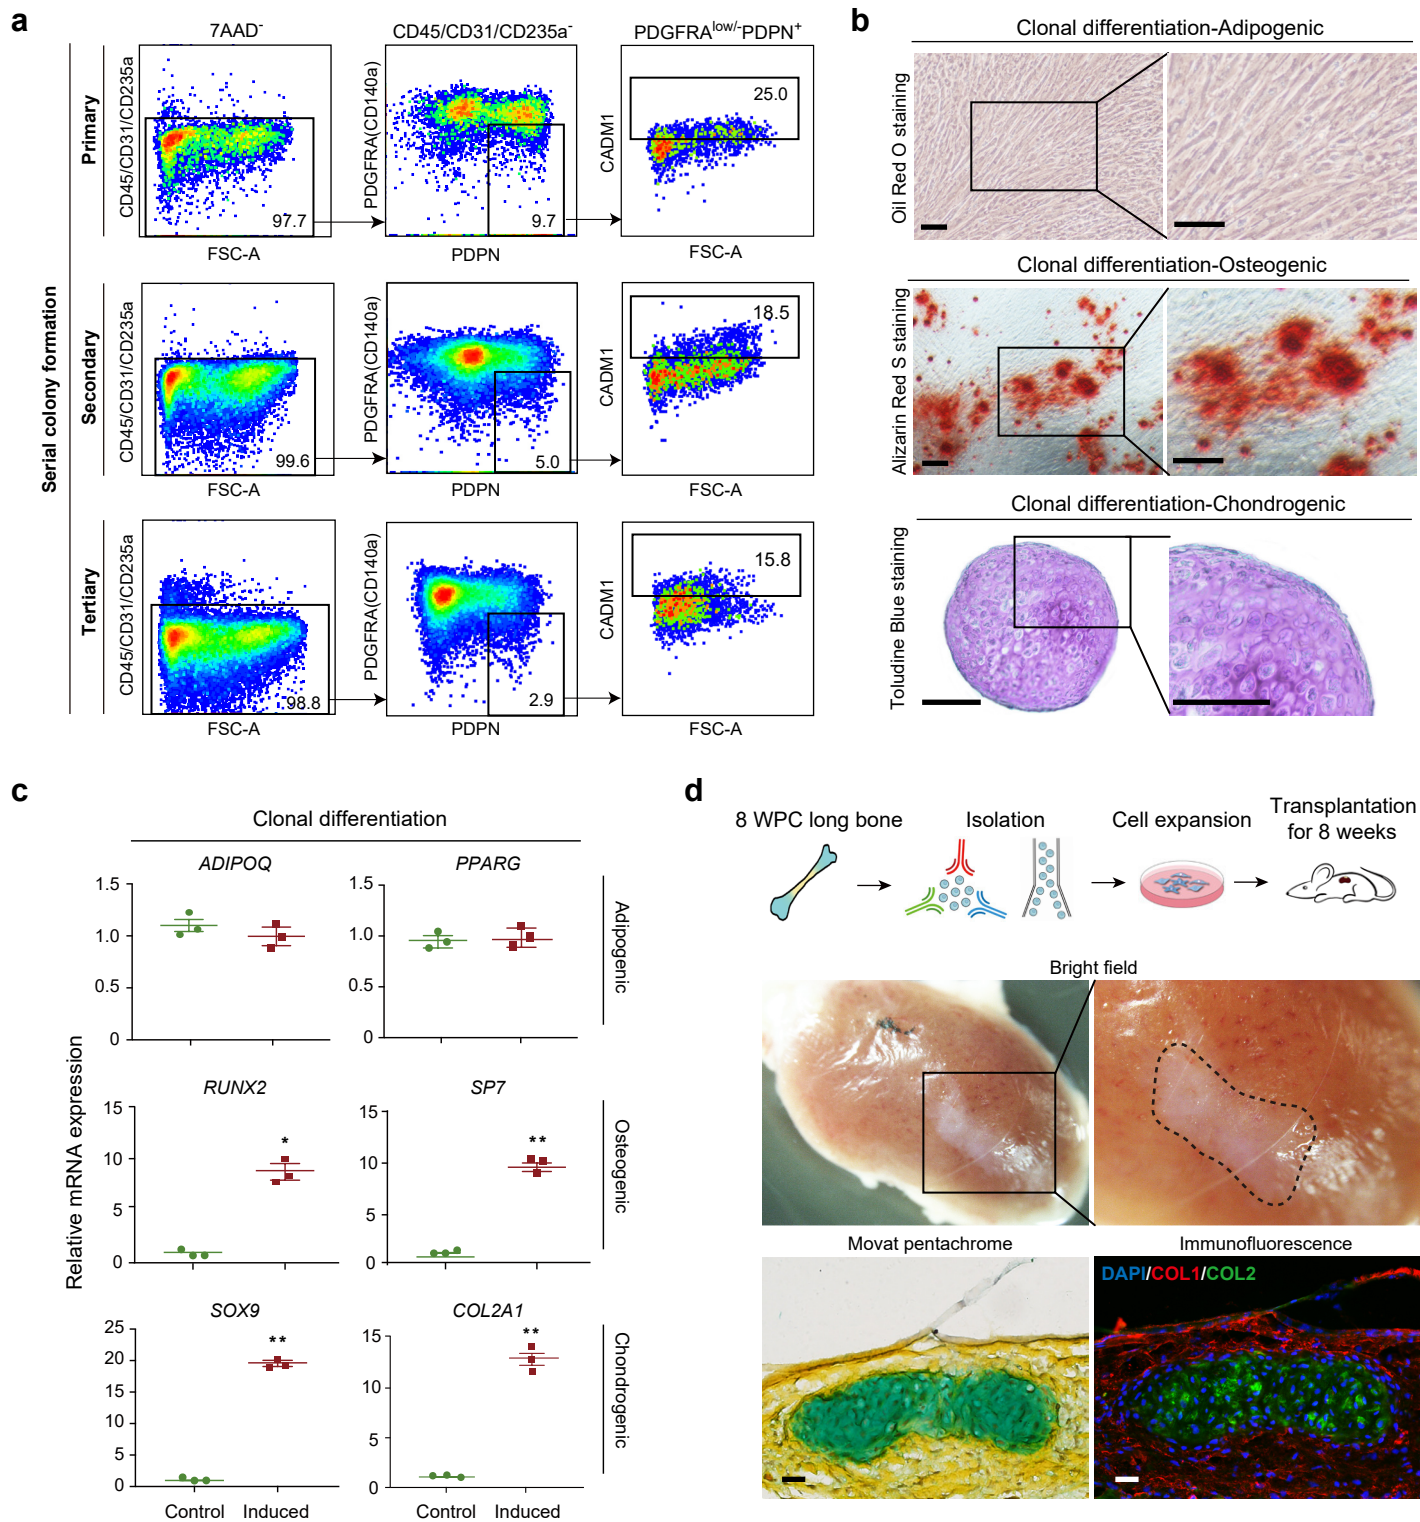 a
7AAD-
CD45/CD31/CD235a-
PDGFRAlow/-PDPN+
Serial colony formation
Primary
CD45/CD31/CD235a
97.7
FSC-A
PDGFRA(CD140a)
9.7
PDPN
CADM1
25.0
FSC-A
Secondary
CD45/CD31/CD235a
99.6
FSC-A
PDGFRA(CD140a)
5.0
PDPN
CADM1
18.5
FSC-A
Tertiary
CD45/CD31/CD235a
98.8
FSC-A
PDGFRA(CD140a)
2.9
PDPN
CADM1
15.8
FSC-A
b
Clonal differentiation-Adipogenic
Oil Red O staining
Clonal differentiation-Osteogenic
Alizarin Red S staining
Clonal differentiation-Chondrogenic
Toludine Blue staining
c
Clonal differentiation
Relative mRNA expression
ADIPOQ
1.5
1.0
0.5
0
PPARG
1.5
1.0
0.5
0
Adipogenic
RUNX2
15
10
5
0
*
SP7
15
10
5
0
**
Osteogenic
SOX9
25
20
15
10
5
0
**
COL2A1
15
10
5
0
**
Chondrogenic
Control
Induced
Control
Induced
d
8 WPC long bone
Isolation
Cell expansion
Transplantation
for 8 weeks
Bright field
Movat pentachrome
Immunofluorescence
DAPI/COL1/COL2